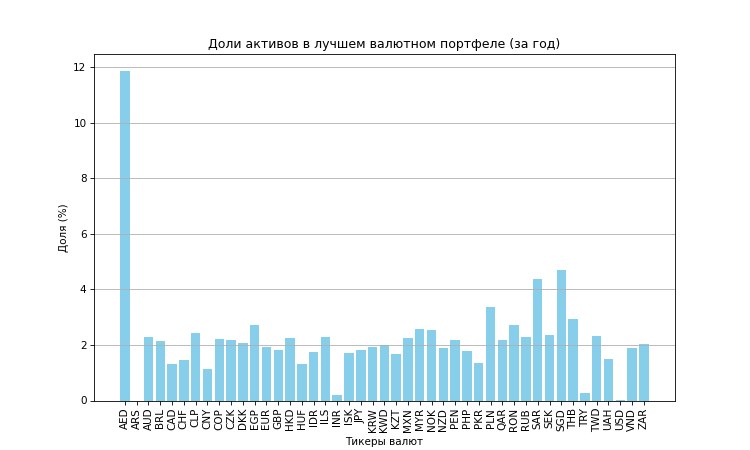 Доли активов в лучшем валютном портфеле (за год)
12
10
8
6
4
2
0
Доля (%)
AED ARS AUD BRL CAD CHF CLP CNY COP CZK DKK EGP EUR GBP HKD HUF IDR ILS INR ISK JPY KRW KWD KZT MXN MYR NOK NZD PEN PHP PKR PLN QAR RON RUB SAR SEK SGD THB TRY TWD UAH USD VND ZAR
Тикеры валют